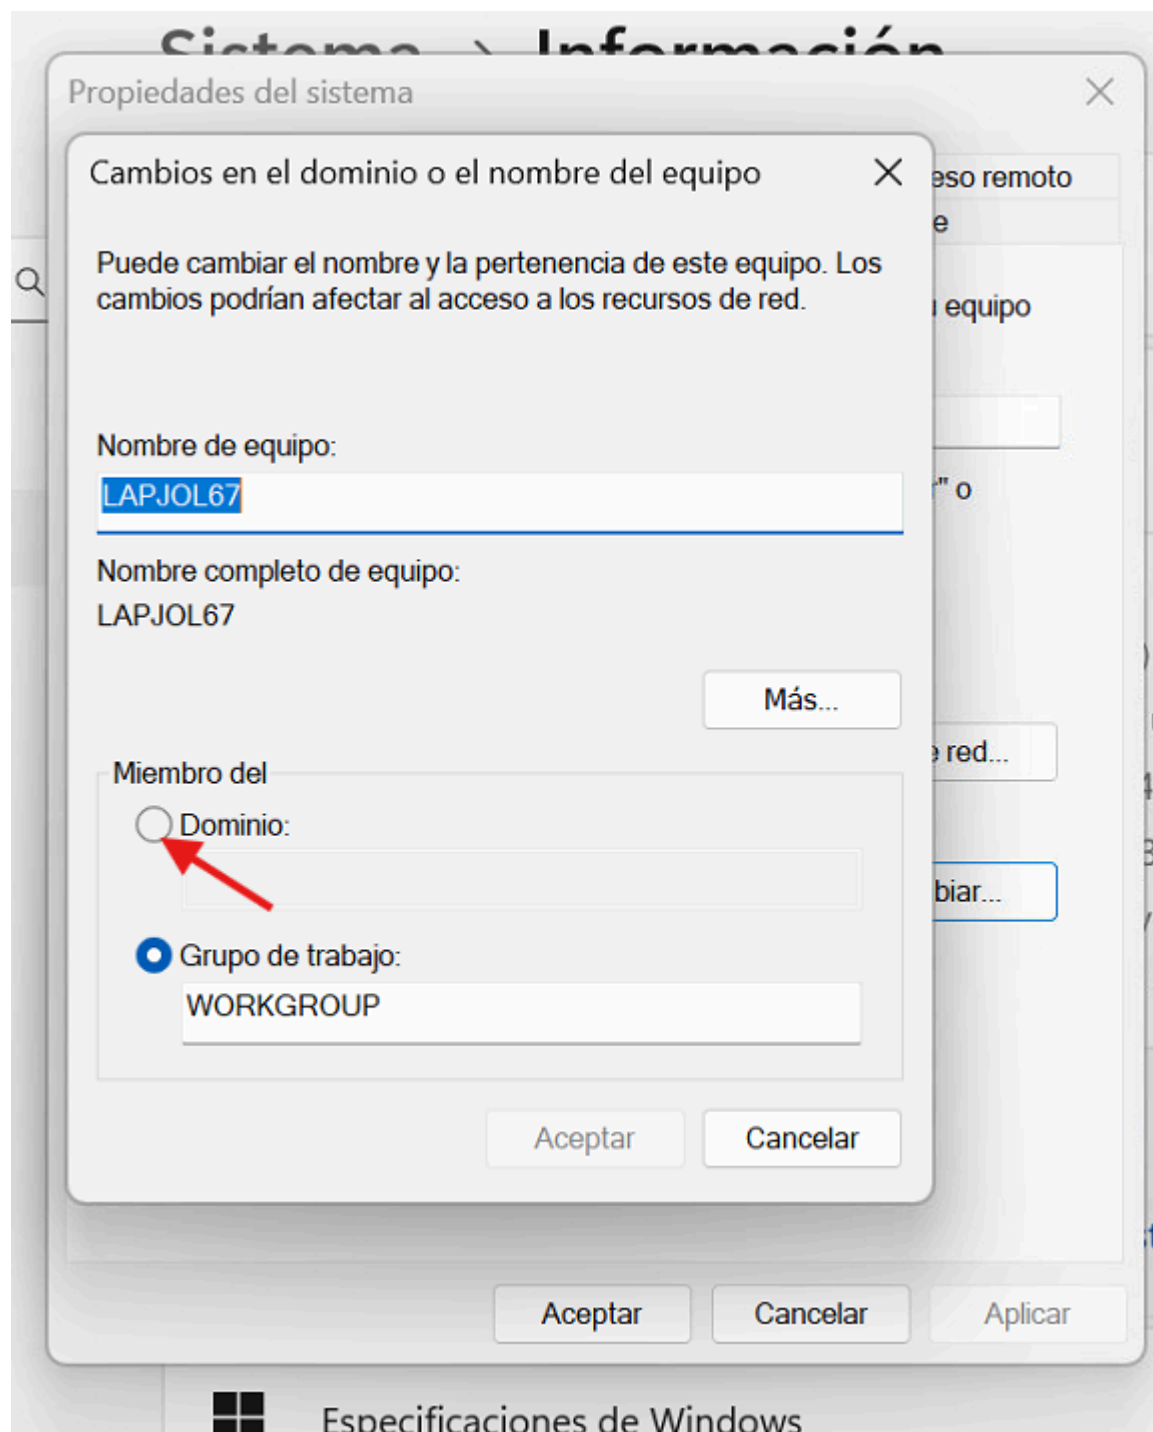 Sistema > Información
Propiedades del sistema
Cambios en el dominio o el nombre del equipo
eso remoto
e
Puede cambiar el nombre y la pertenencia de este equipo. Los
cambios podrían afectar al acceso a los recursos de red.
equipo
Nombre de equipo:
LAPJOL67
" o
Nombre completo de equipo:
LAPJOL67
Más...
e red...
Miembro del
Dominio:
biar...
Grupo de trabajo:
WORKGROUP
Aceptar
Cancelar
Aceptar
Cancelar
Aplicar
Especificaciones de Windows